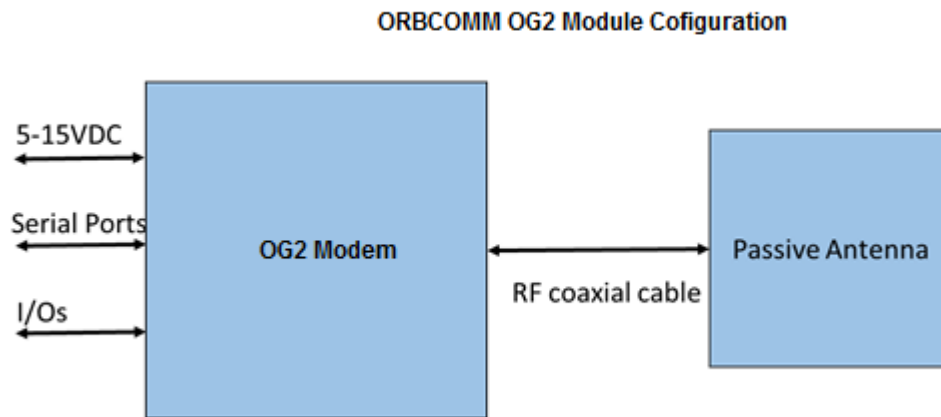 ORBCOMM OG2 Module Cofiguration
5-15VDC
Serial Ports
I/Os
OG2 Modem
RF coaxial cable
Passive Antenna